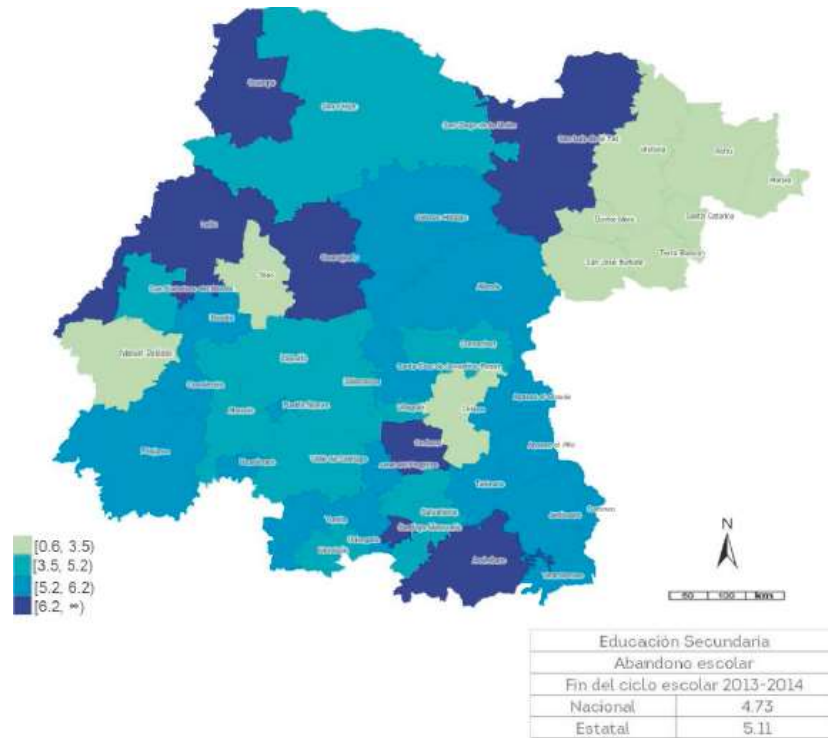 Ocampo
San Felipe
San Diego de la Unión
San Luis de la Paz
Victoria
Xichú
Atarjea
León
Dolores Hidalgo
Santa Catarina
Doctor Mora
Guanajuato
Silao
Tierra Blanca
San José Iturbide
San Francisco del Rincón
Allende
Romita
Comonfort
Manuel Doblado
Irapuato
Santa Cruz de Juventino Rosas
Cuerámaro
Salamanca
Apaseo el Grande
Abasolo
Pueblo Nuevo
Villagrán
Celaya
Apaseo el Alto
Cortazar
Pénjamo
Valle de Santiago
Huanímaro
Jaral del Progreso
Tarimoro
Salvatierra
Jerécuaro
Coroneo
Yuriria
Santiago Maravatío
Uriangato
Moroleón
Acámbaro
Tarandacuao
N
[0.6, 3.5)
[3.5, 5.2)
[5.2, 6.2)
[6.2, ∞)
50 100 km
Educación Secundaria
Abandono escolar
Fin del ciclo escolar 2013-2014
Nacional 4.73
Estatal 5.11